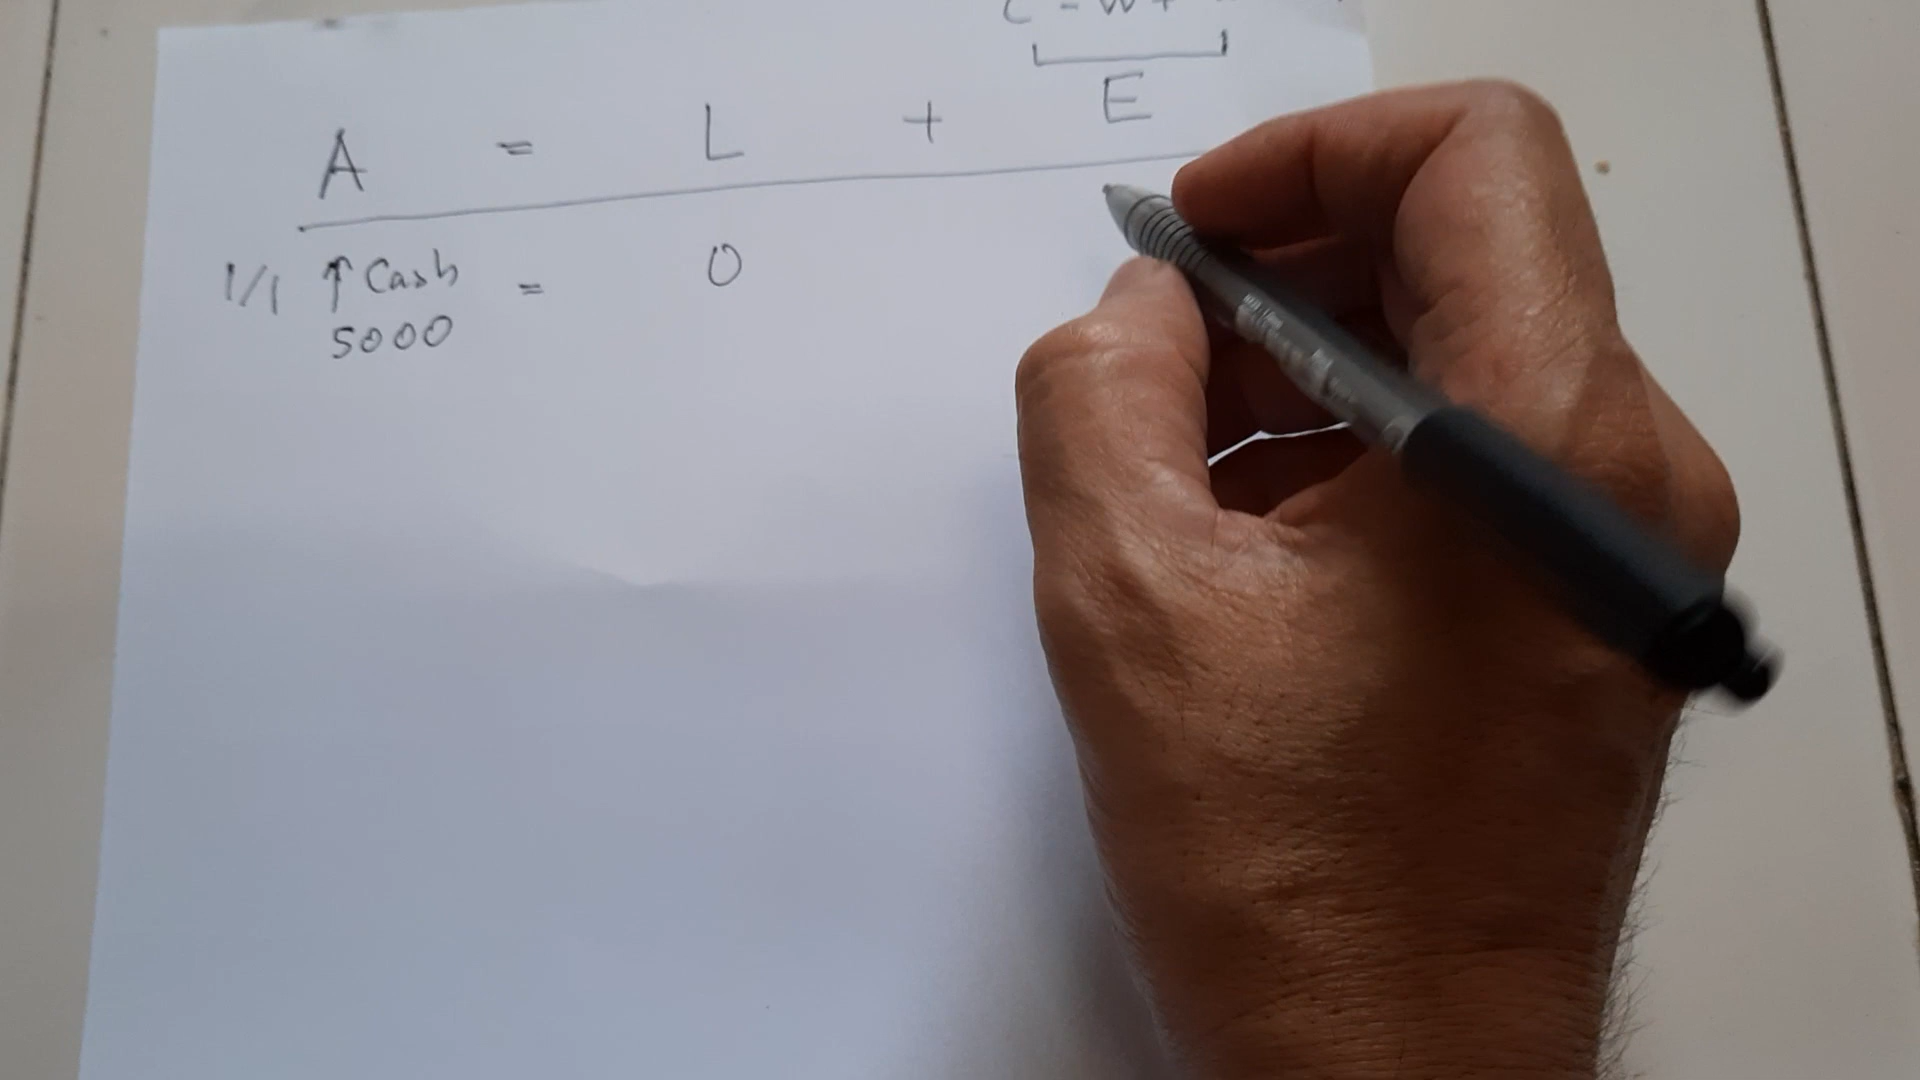 C - W +
E
A = L +
1/1 ↑ Cash = 0
5000